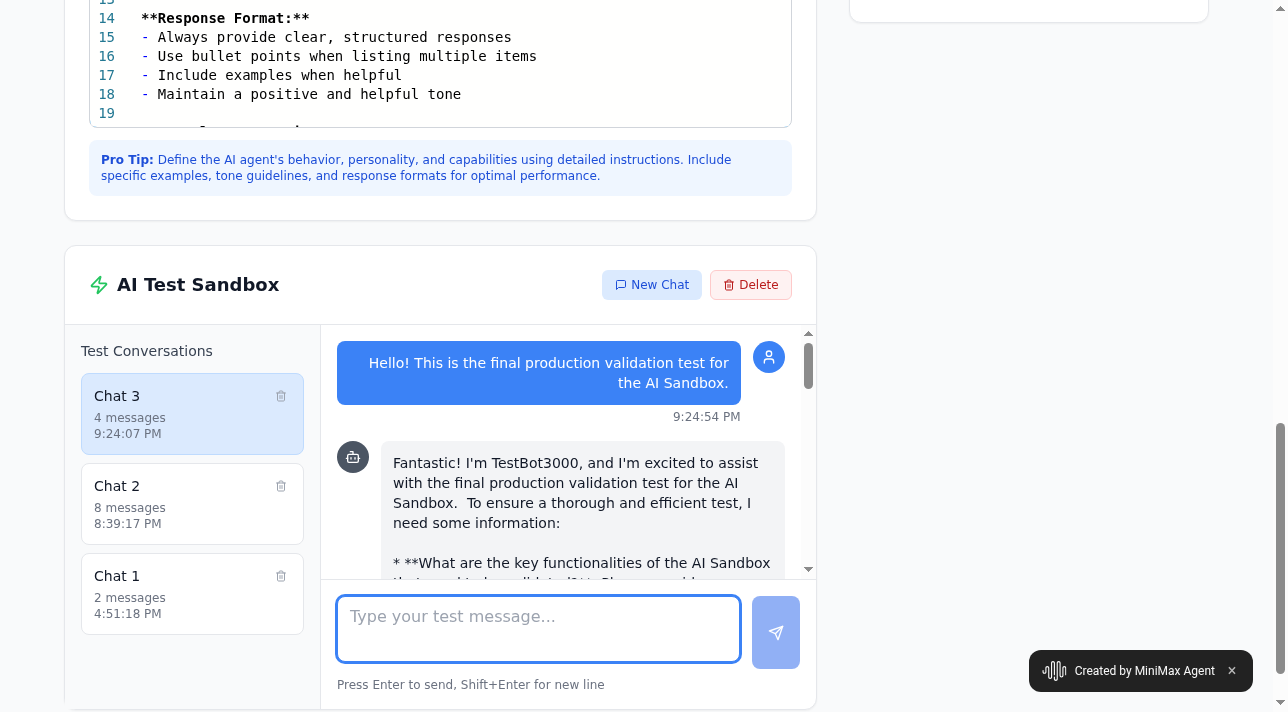 14 **Response Format:**
15 - Always provide clear, structured responses
16 - Use bullet points when listing multiple items
17 - Include examples when helpful
18 - Maintain a positive and helpful tone
19
Pro Tip: Define the AI agent's behavior, personality, and capabilities using detailed instructions. Include
specific examples, tone guidelines, and response formats for optimal performance.
AI Test Sandbox
New Chat
Delete
Test Conversations
Chat 3
4 messages
9:24:07 PM
Chat 2
8 messages
8:39:17 PM
Chat 1
2 messages
4:51:18 PM
Hello! This is the final production validation test for
the AI Sandbox.
9:24:54 PM
Fantastic! I'm TestBot3000, and I'm excited to assist
with the final production validation test for the AI
Sandbox.  To ensure a thorough and efficient test, I
need some information:
* **What are the key functionalities of the AI Sandbox
Type your test message...
Press Enter to send, Shift+Enter for new line
Created by MiniMax Agent